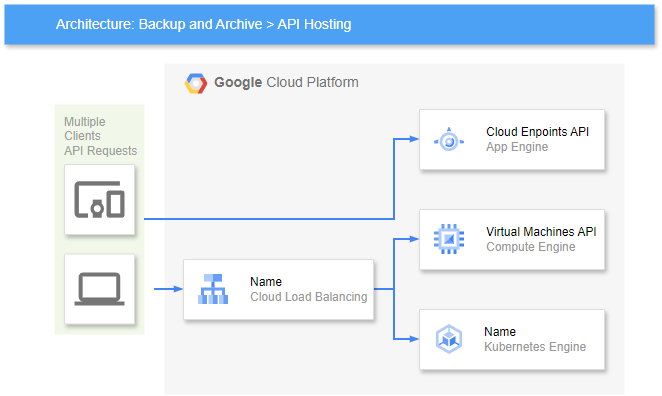 Architecture: Backup and Archive > API Hosting
Google Cloud Platform
Multiple
Clients
API Requests
Cloud Enpoints API
App Engine
Virtual Machines API
Compute Engine
Name
Cloud Load Balancing
Name
Kubernetes Engine